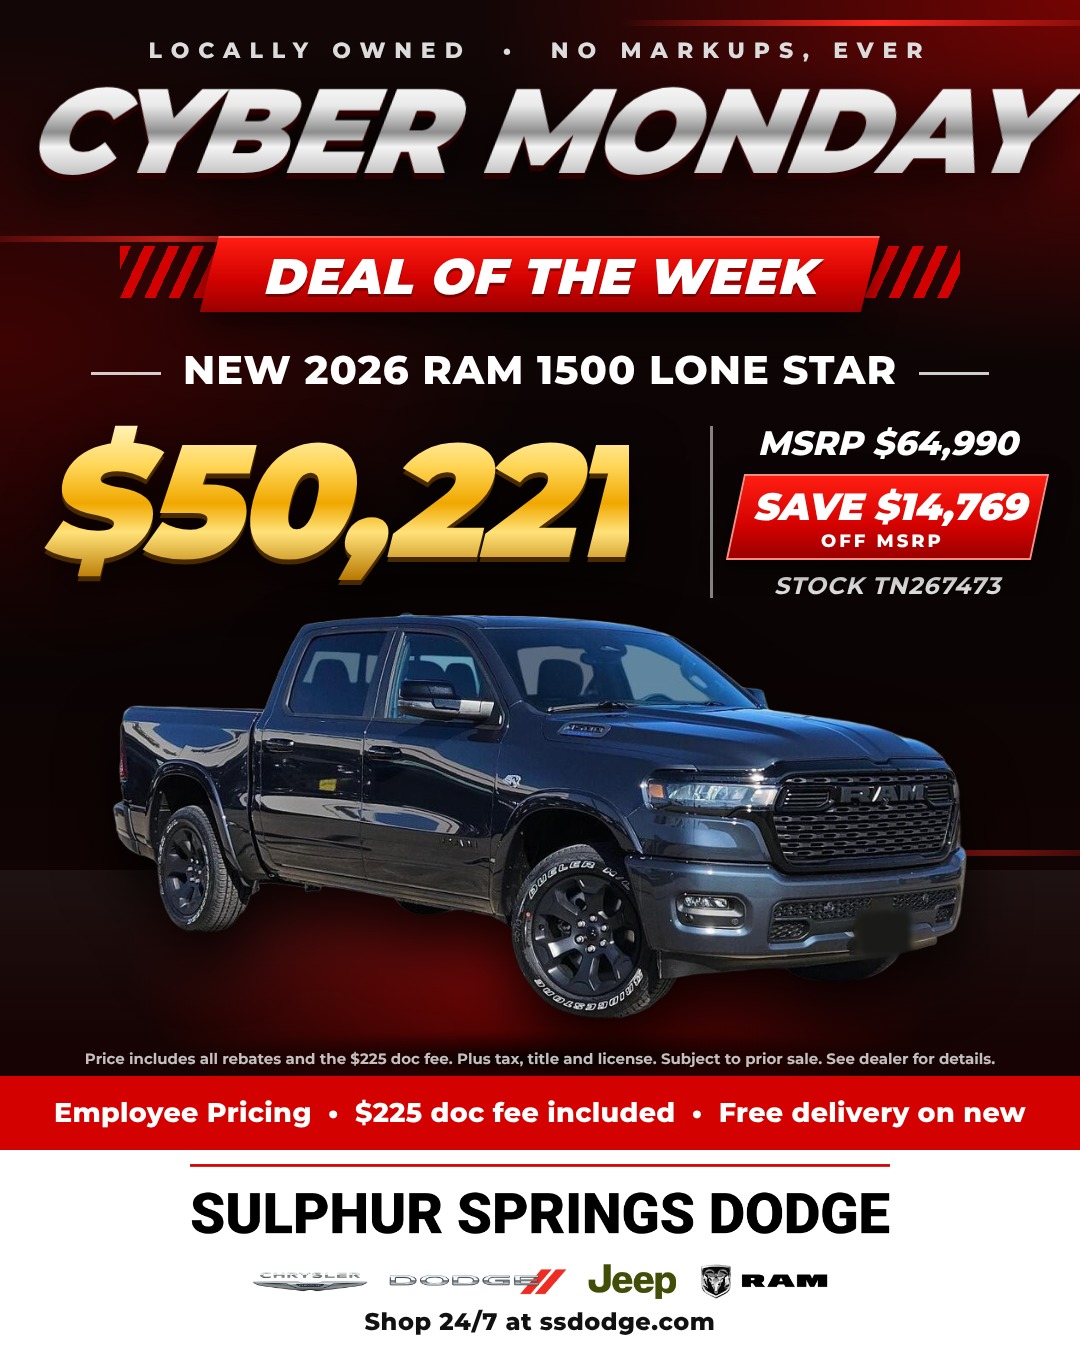 LOCALLY OWNED • NO MARKUPS, EVER
CYBER MONDAY
DEAL OF THE WEEK
NEW 2026 RAM 1500 LONE STAR
$50,221
MSRP $64,990
SAVE $14,769
OFF MSRP
STOCK TN267473
RAM
BRIDGESTONE
Price includes all rebates and the $225 doc fee. Plus tax, title and license. Subject to prior sale. See dealer for details.
Employee Pricing • $225 doc fee included • Free delivery on new
SULPHUR SPRINGS DODGE
CHRYSLER DODGE Jeep RAM
Shop 24/7 at ssdodge.com